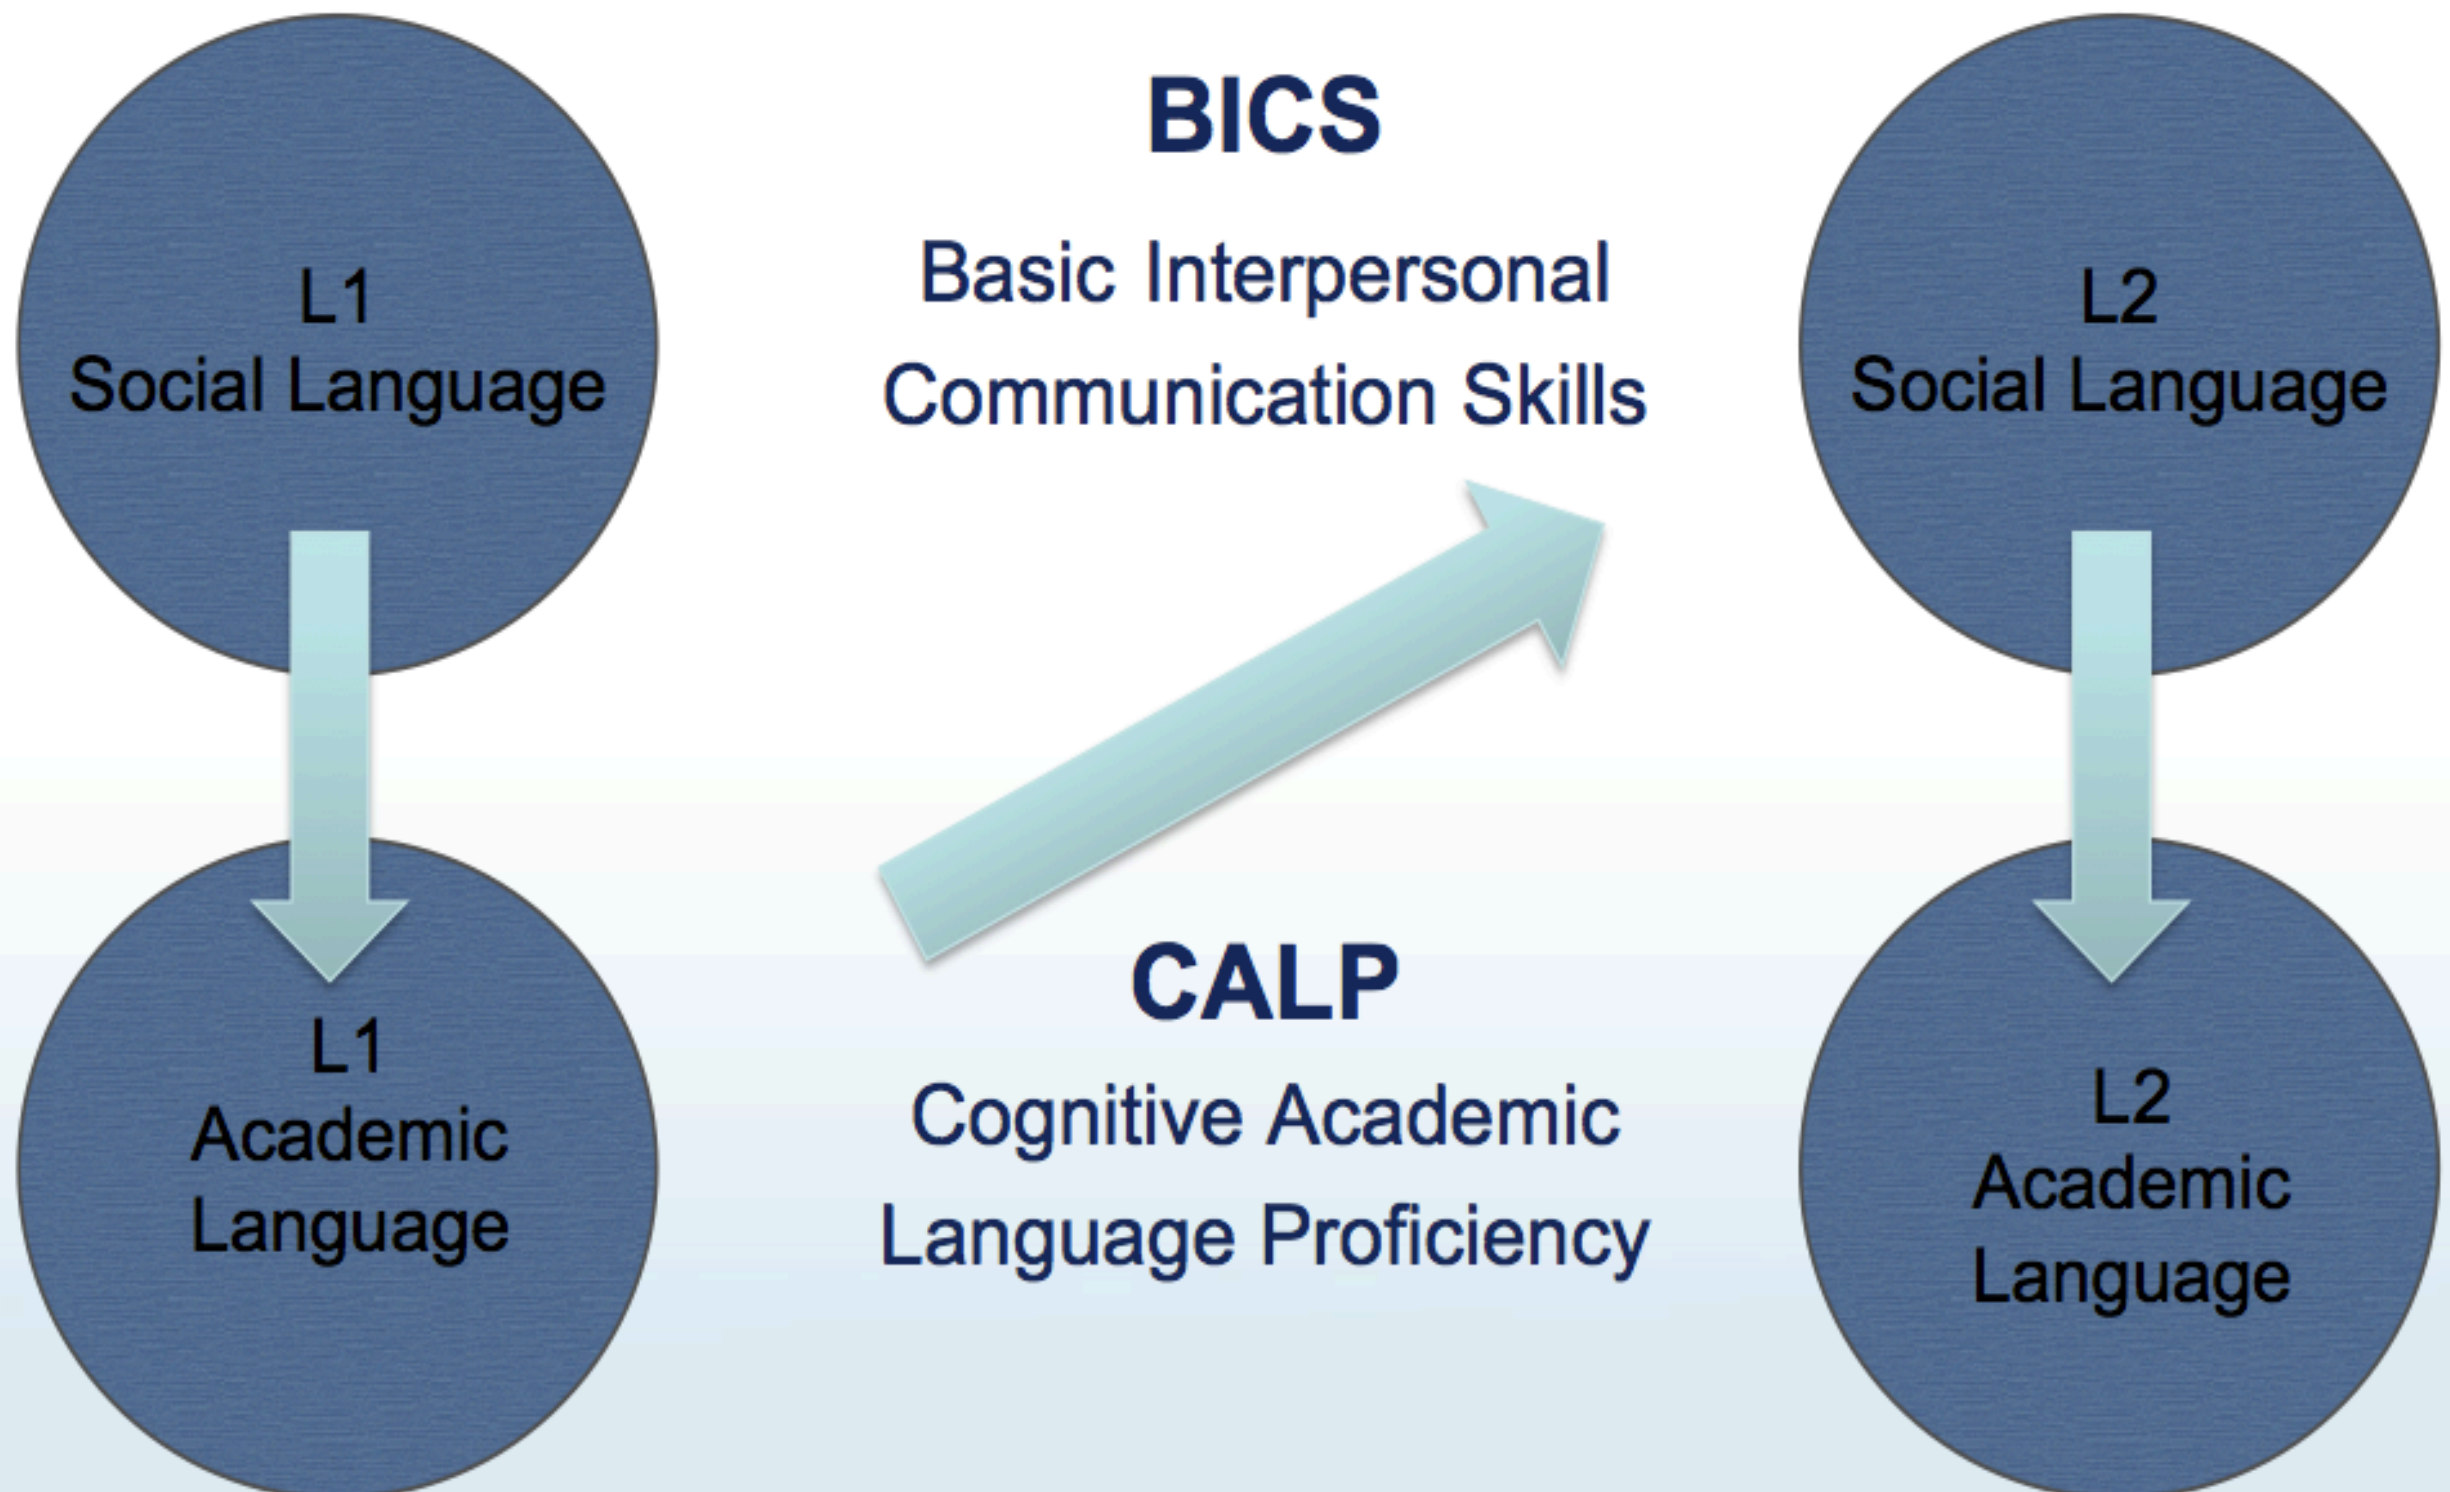 L1
Social Language
BICS
Basic Interpersonal
Communication Skills
L2
Social Language
L1
Academic
Language
CALP
Cognitive Academic
Language Proficiency
L2
Academic
Language